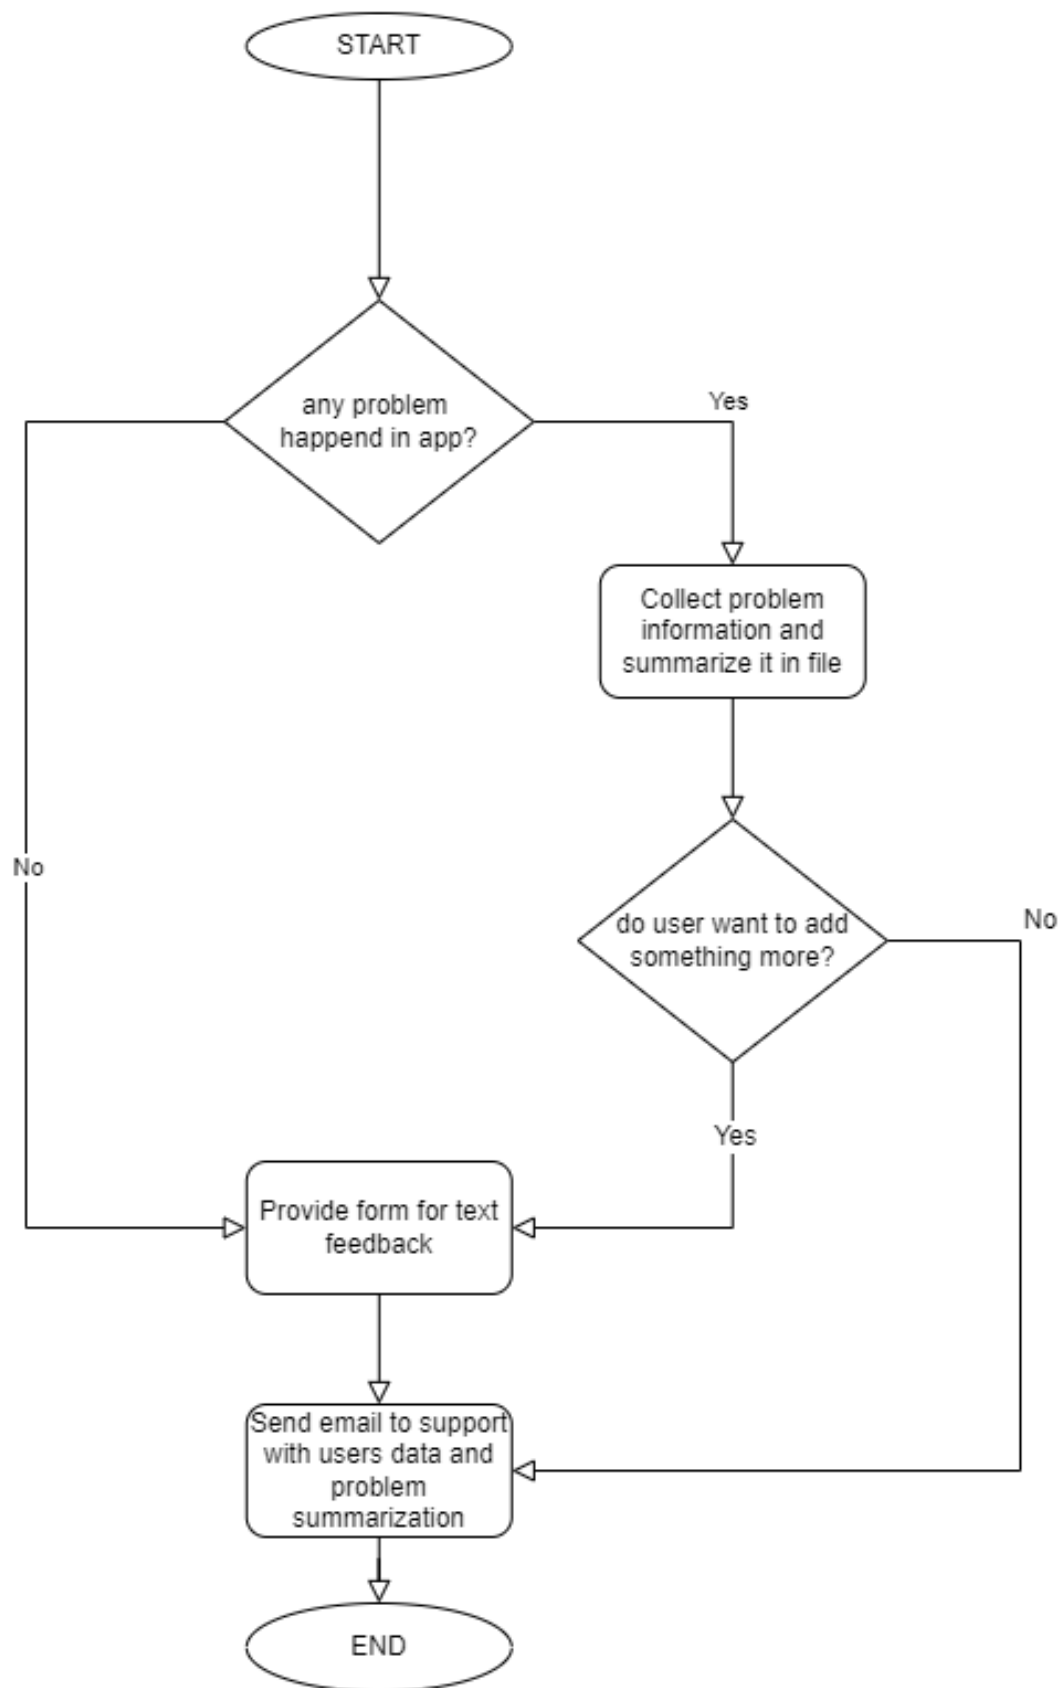 START
any problem
happend in app?
Yes
Collect problem
information and
summarize it in file
No
do user want to add
something more?
No
Yes
Provide form for text
feedback
Send email to support
with users data and
problem
summarization
END